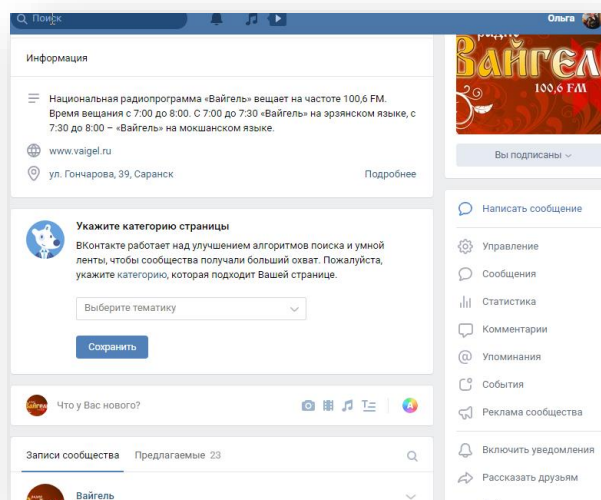 Поиск
Ольга
Информация
Национальная радиопрограмма «Вайгель» вещает на частоте 100,6 FM.
Время вещания с 7:00 до 8:00. С 7:00 до 7:30 «Вайгель» на эрзянском языке, с
7:30 до 8:00 – «Вайгель» на мокшанском языке.
www.vaigel.ru
ул. Гончарова, 39, Саранск
Подробнее
Укажите категорию страницы
ВКонтакте работает над улучшением алгоритмов поиска и умной
ленты, чтобы сообщества получали больший охват. Пожалуйста,
укажите категорию, которая подходит Вашей странице.
Выберите тематику
Сохранить
Что у Вас нового?
Записи сообщества Предлагаемые 23
Вайгель
радио
Вайгел
100,6 FM
Вы подписаны
Написать сообщение
Управление
Сообщения
Статистика
Комментарии
Упоминания
События
Реклама сообщества
Включить уведомления
Рассказать друзьям